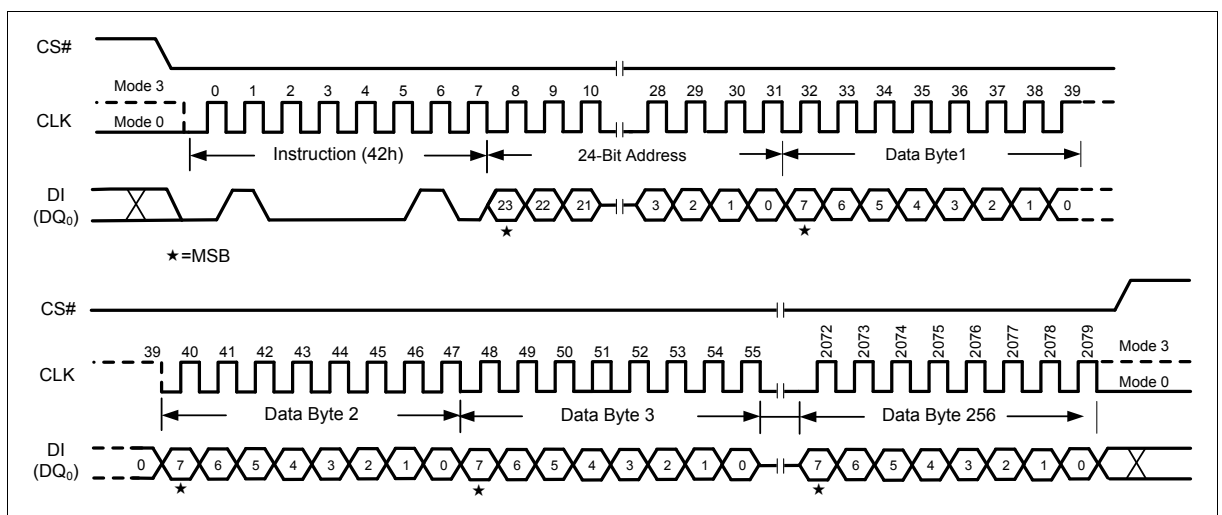 CS#
Mode 3
0 1 2 3 4 5 6 7 8 9 10 28 29 30 31 32 33 34 35 36 37 38 39
CLK
Mode 0
Instruction (42h) 24-Bit Address Data Byte1
DI
(DQ0)
23 22 21 3 2 1 0 7 6 5 4 3 2 1 0
★ ★
★=MSB
CS#
39 40 41 42 43 44 45 46 47 48 49 50 51 52 53 54 55 2072 2073 2074 2075 2076 2077 2078 2079
Mode 3
CLK
Mode 0
Data Byte 2 Data Byte 3 Data Byte 256
DI
(DQ0)
0 7 6 5 4 3 2 1 0 7 6 5 4 3 2 1 0 7 6 5 4 3 2 1 0
★ ★ ★